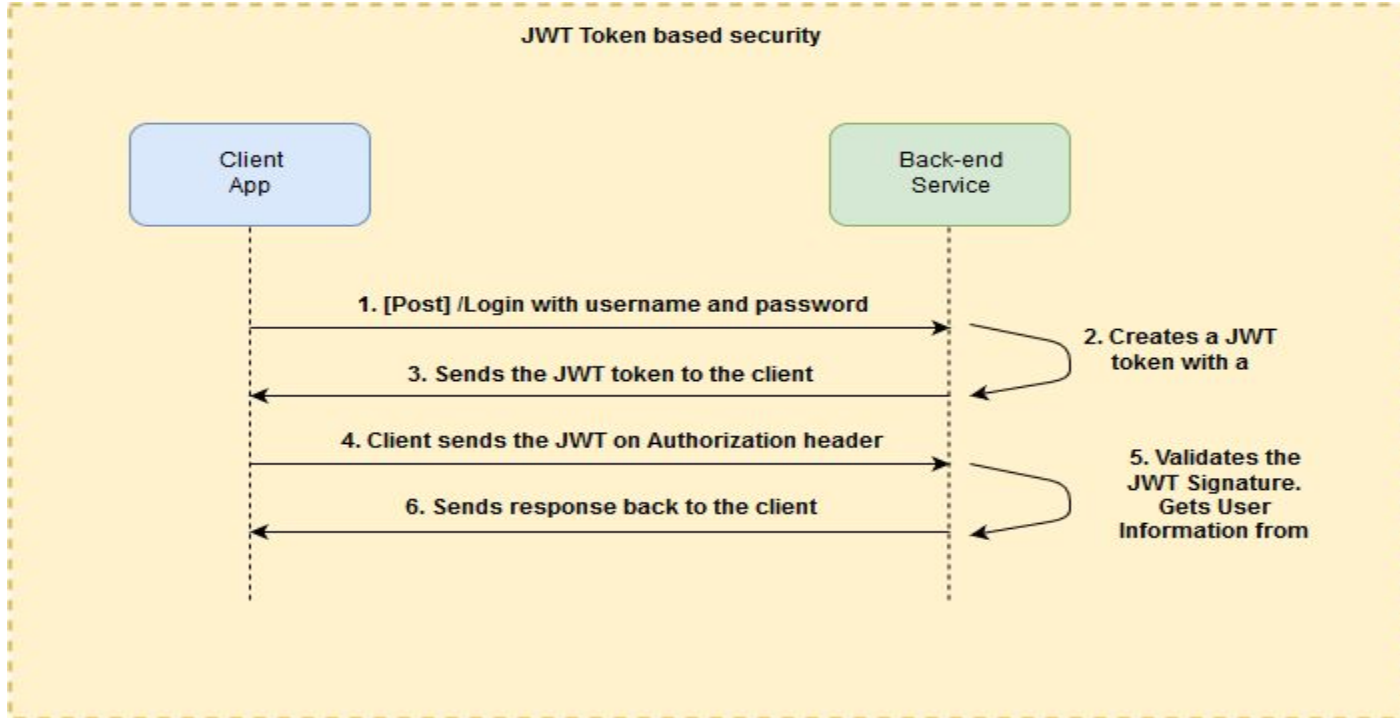 JWT Token based security
Client
App
Back-end
Service
1. [Post] /Login with username and password
2. Creates a JWT
token with a
3. Sends the JWT token to the client
4. Client sends the JWT on Authorization header
5. Validates the
JWT Signature.
Gets User
Information from
6. Sends response back to the client